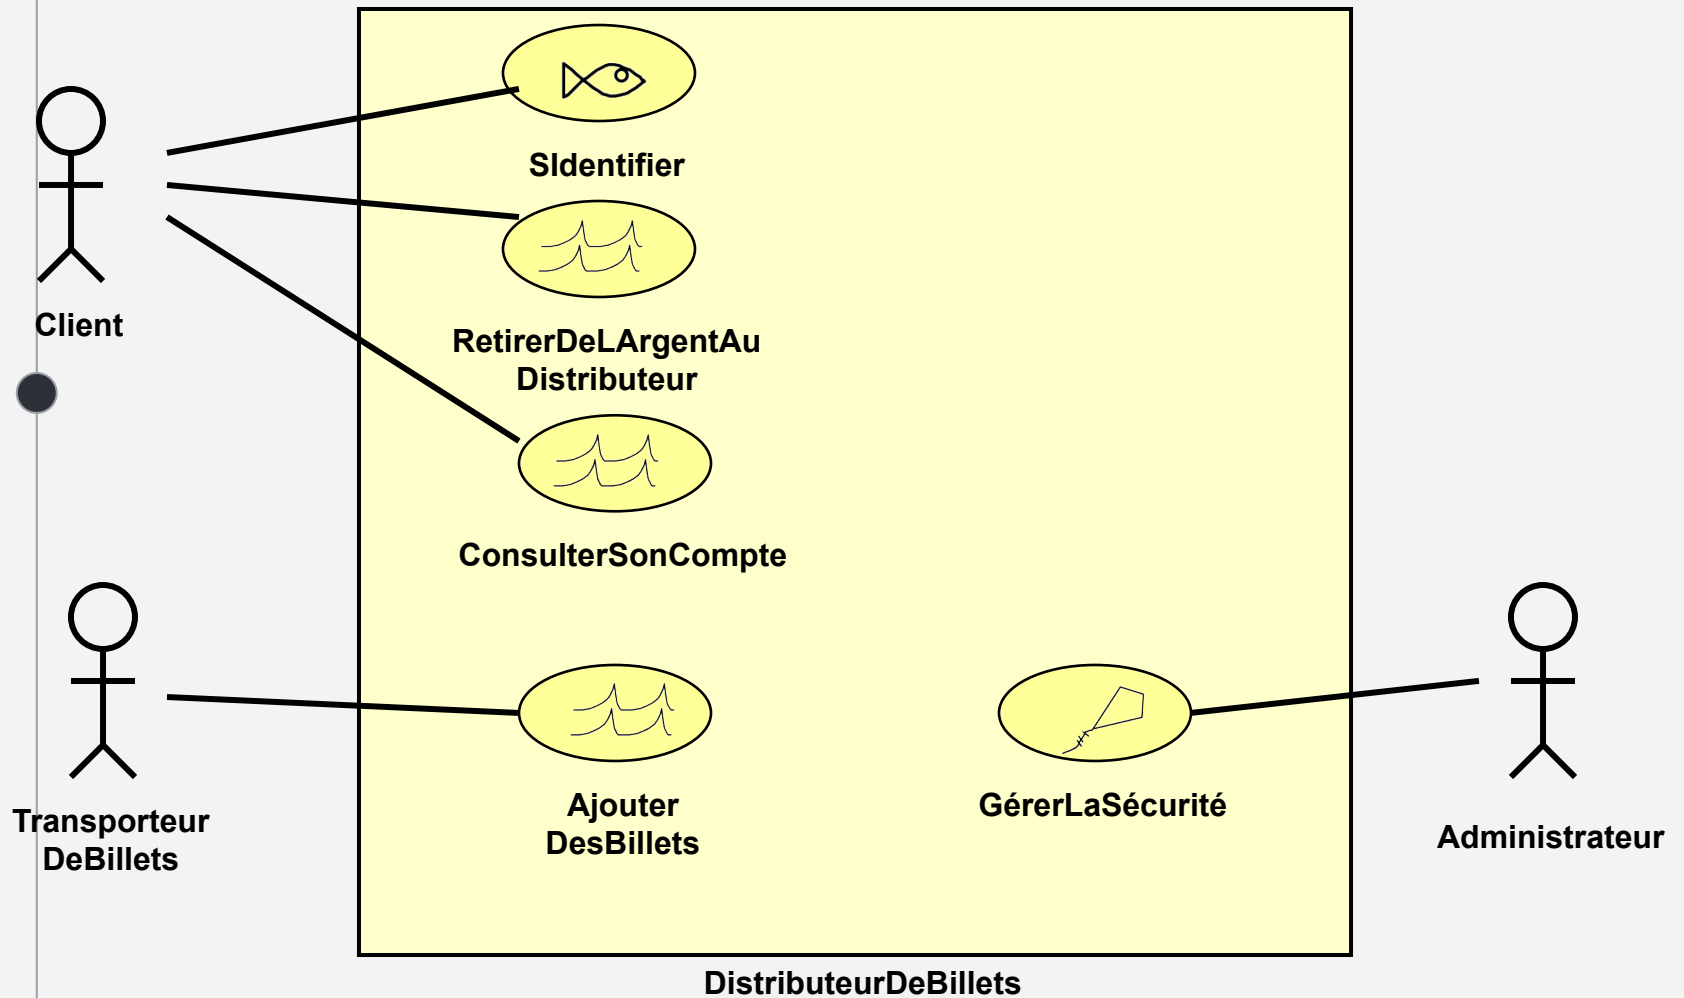 SIdentifier
Client
RetirerDeLArgentAu
Distributeur
ConsulterSonCompte
Transporteur
DeBillets
Ajouter
DesBillets
GérerLaSécurité
Administrateur
DistributeurDeBillets